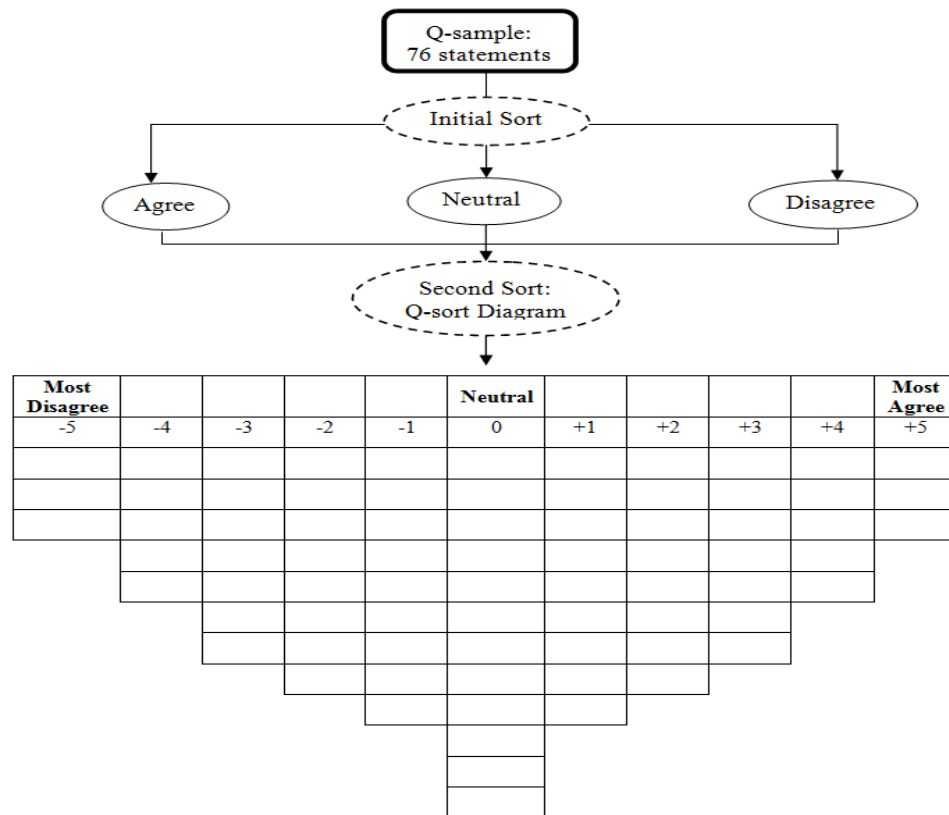 Q-sample:
76 statements
Initial Sort
Agree
Neutral
Disagree
Second Sort:
Q-sort Diagram
Most Disagree
Neutral
Most Agree
-5 -4 -3 -2 -1 0 +1 +2 +3 +4 +5